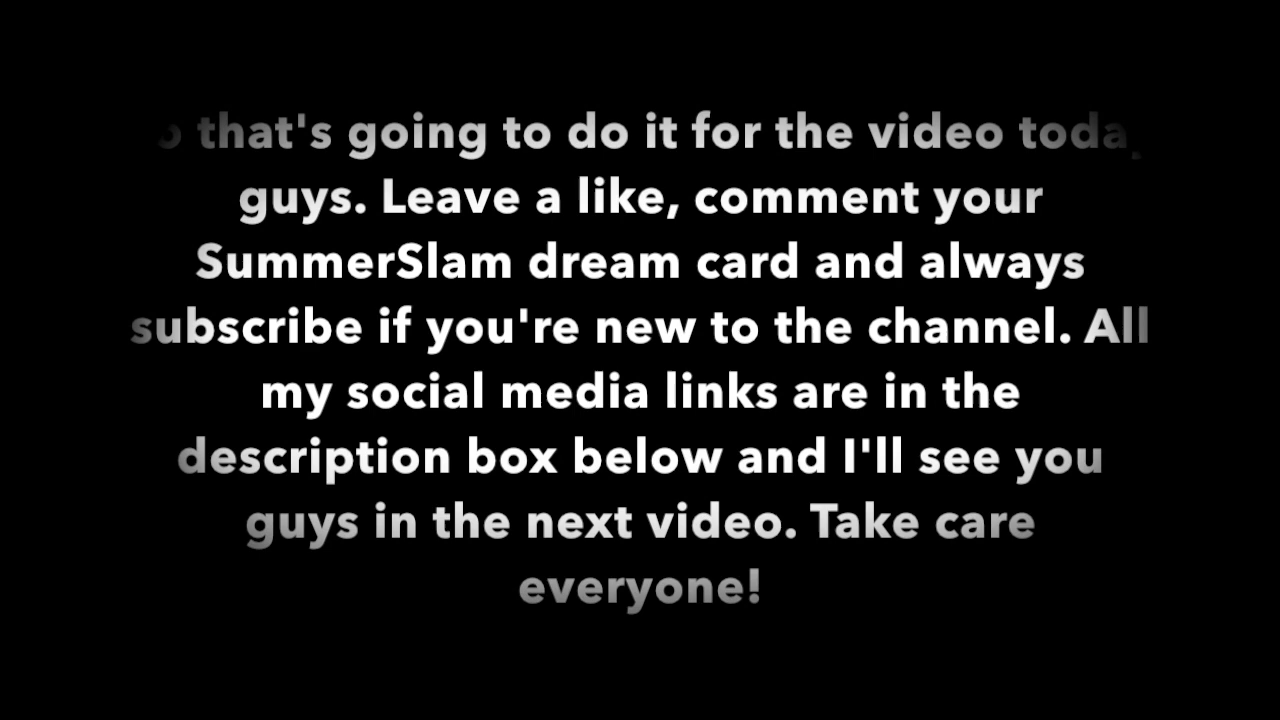 o that's going to do it for the video today
guys. Leave a like, comment your
SummerSlam dream card and always
subscribe if you're new to the channel. All
my social media links are in the
description box below and I'll see you
guys in the next video. Take care
everyone!